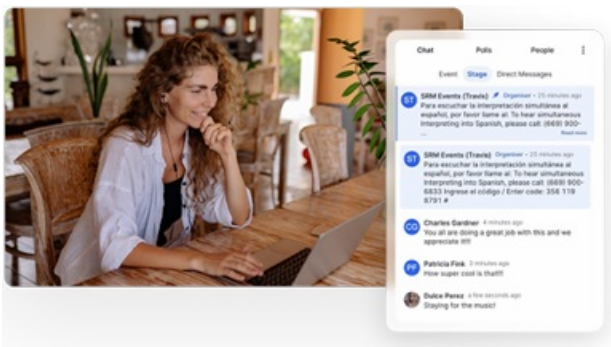 Chat Polls People
Event Stage Direct Messages
ST
SRM Events (Travis) Organiser • 25 minutes ago
Para escuchar la interpretación simultánea al
español, por favor llame al: To hear simultaneous
Interpreting into Spanish, please call: (669) 900-
...
Read more
ST
SRM Events (Travis) Organiser • 25 minutes ago
Para escuchar la interpretación simultánea al
español, por favor llame al: To hear simultaneous
Interpreting into Spanish, please call: (669) 900-
6833 Ingrese el código / Enter code: 356 119
8791 #
CG
Charles Gardner 4 minutes ago
You all are doing a great job with this and we
appreciate it!!!
PF
Patricia Fink 3 minutes ago
How super cool is that!!!
Dulce Perez a few seconds ago
Staying for the music!